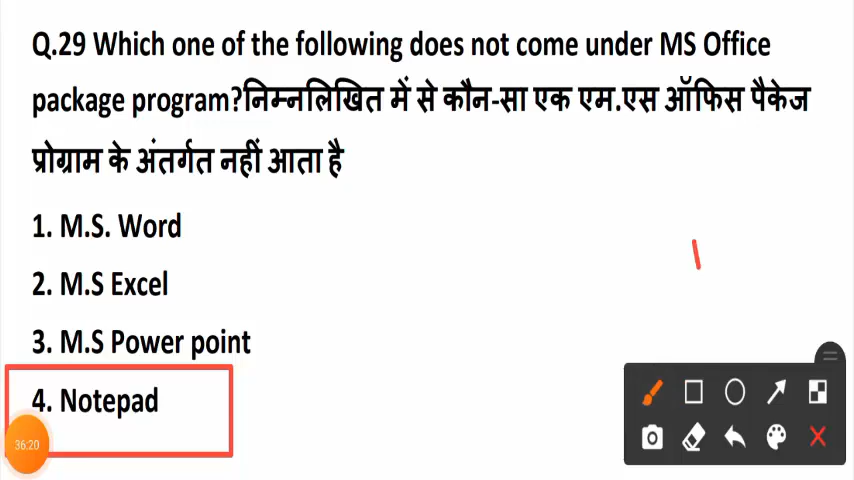 Q.29 Which one of the following does not come under MS Office
package program?निम्नलिखित में से कौन-सा एक एम.एस ऑफिस पैकेज
प्रोग्राम के अंतर्गत नहीं आता है
1. M.S. Word
2. M.S Excel
3. M.S Power point
4. Notepad
36:20